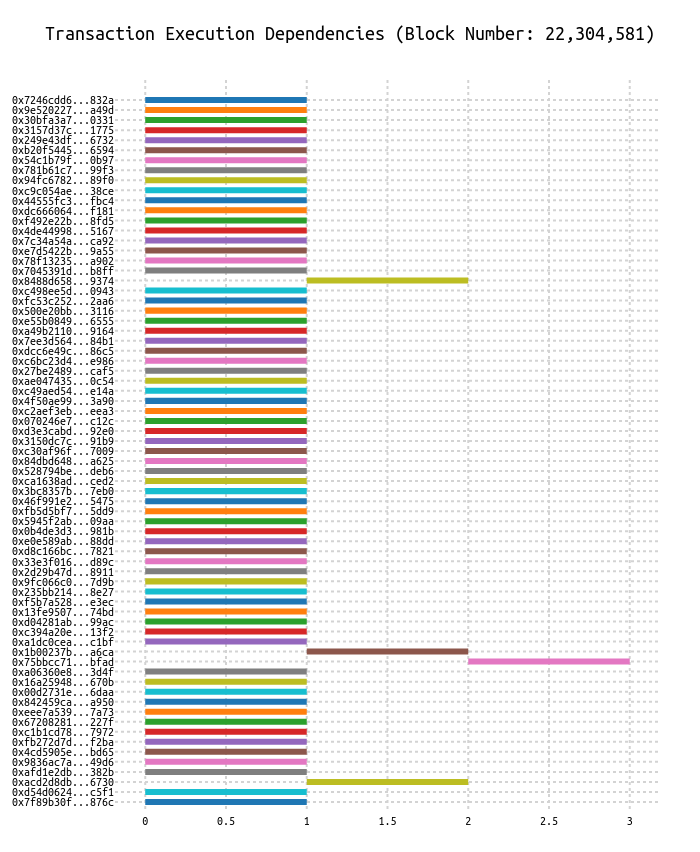 Transaction Execution Dependencies (Block Number: 22,304,581)
0x7246cdd6...832a
0x9e520227...a49d
0x30bfa3a7...0331
0x3157d37c...1775
0x249e43df...6732
0xb20f5445...6594
0x54c1b79f...0b97
0x781b61c7...99f3
0x94fc6782...89f0
0xc9c054ae...38ce
0x44555fc3...fbc4
0xdc666064...f181
0xf492e22b...8fd5
0x4de44998...5167
0x7c34a54a...ca92
0xe7d5422b...9a55
0x78f13235...a902
0x7045391d...b8ff
0x8488d658...9374
0xc498ee5d...0943
0xfc53c252...2aa6
0x500e20bb...3116
0xe55b0849...6555
0xa49b2110...9164
0x7ee3d564...84b1
0xdcc6e49c...86c5
0xc6bc23d4...e986
0x27be2489...caf5
0xae047435...0c54
0xc49aed54...e14a
0x4f50ae99...3a90
0xc2aef3eb...eea3
0x070246e7...c12c
0xd3e3cabd...92e0
0x3150dc7c...91b9
0xc30af96f...7009
0x84dbd648...a625
0x528794be...deb6
0xca1638ad...ced2
0x3bc8357b...7eb0
0x46f991e2...5475
0xfb5d5bf7...5dd9
0x5945f2ab...09aa
0x0b4de3d3...981b
0xe0e589ab...88dd
0xd8c166bc...7821
0x33e3f016...d89c
0x2d29b47d...8911
0x9fc066c0...7d9b
0x235bb214...8e27
0xf5b7a528...e3ec
0x13fe9507...74bd
0xd04281ab...99ac
0xc394a20e...13f2
0xa1dc0cea...c1bf
0x1b00237b...a6ca
0x75bbcc71...bfad
0xa06360e8...3d4f
0x16a25948...670b
0x00d2731e...6daa
0x842459ca...a950
0xeee7a539...7a73
0x67208281...227f
0xc1b1cd78...7972
0xfb272d7d...f2ba
0x4cd5905e...bd65
0x9836ac7a...49d6
0xafd1e2db...382b
0xacd2d8db...6730
0xd54d0624...c5f1
0x7f89b30f...876c
0 0.5 1 1.5 2 2.5 3